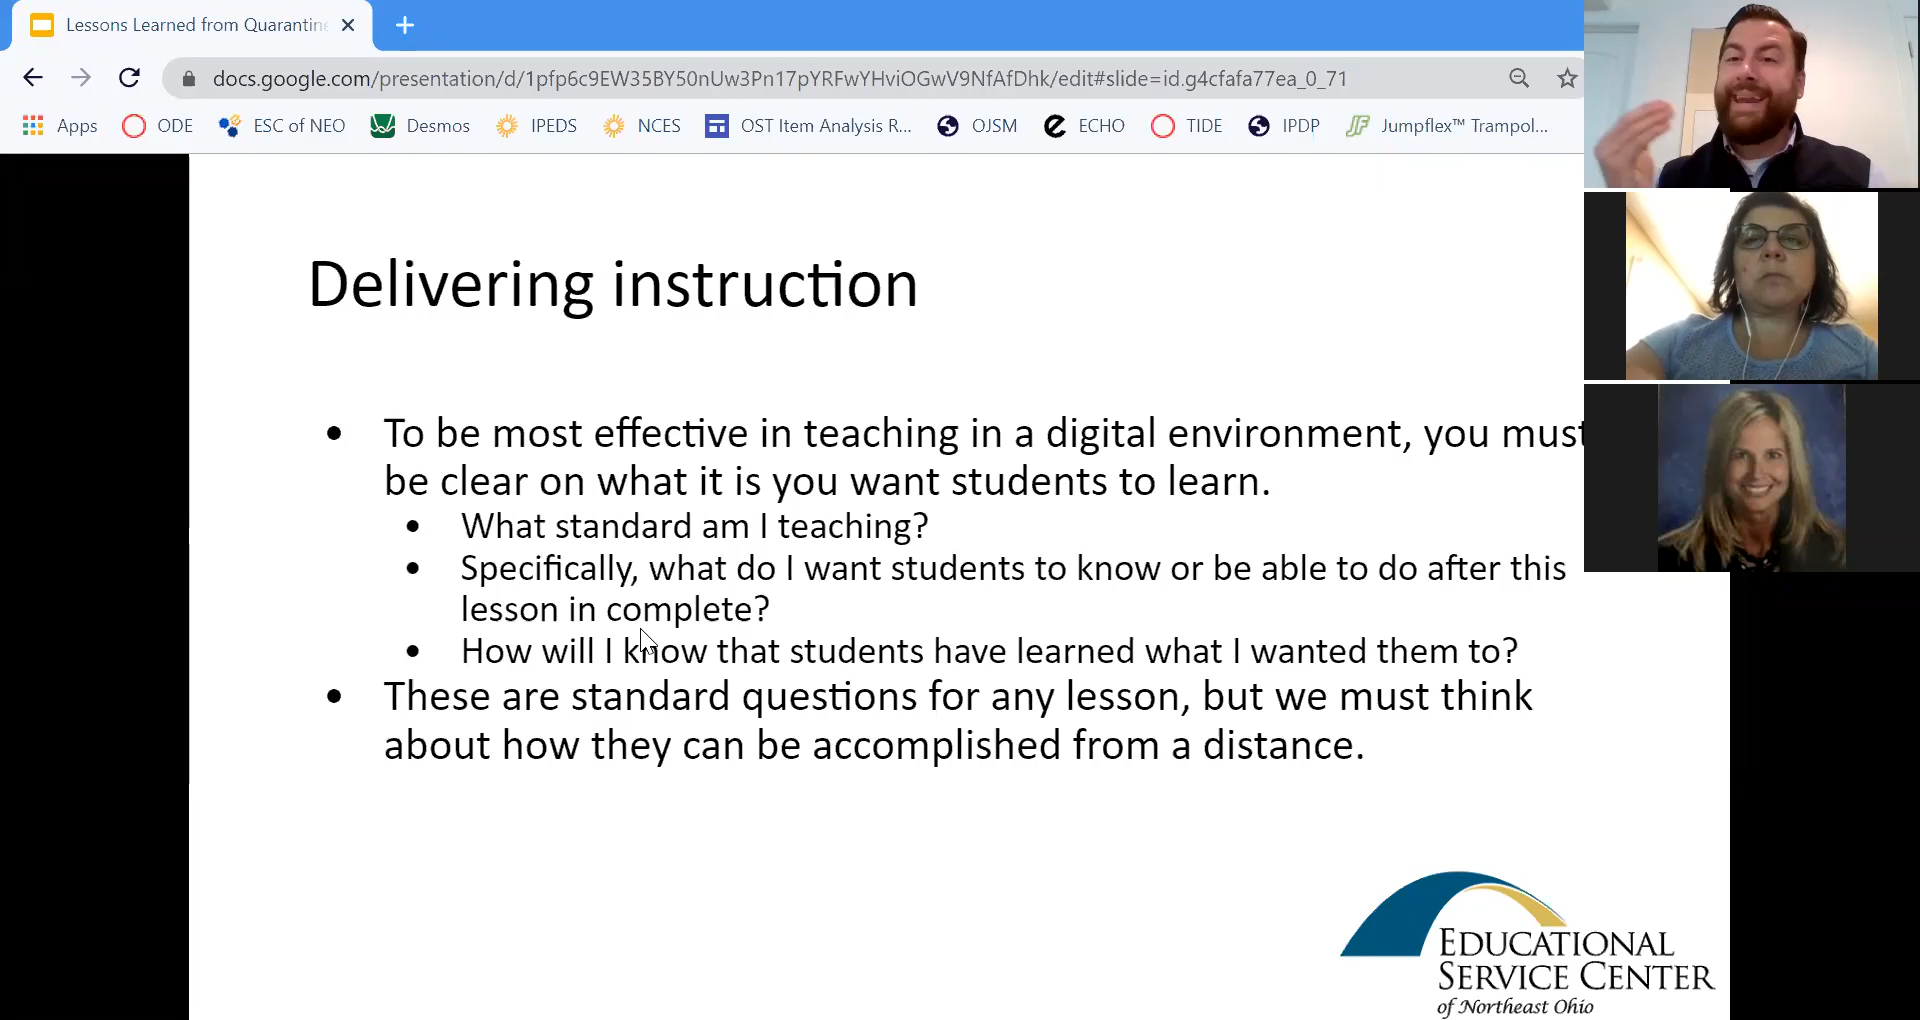 Lessons Learned from Quarantin
docs.google.com/presentation/d/1pfp6c9EW35BY50nUw3Pn17pYRFwYHviOGwV9NfAfDhk/edit#slide=id.g4cfafa77ea_0_71
Apps ODE ESC of NEO Desmos IPEDS NCES OST Item Analysis R... OJSM ECHO TIDE IPDP Jumpflex™ Trampol...
Delivering instruction
• To be most effective in teaching in a digital environment, you must
be clear on what it is you want students to learn.
• What standard am I teaching?
• Specifically, what do I want students to know or be able to do after this
lesson in complete?
• How will I know that students have learned what I wanted them to?
• These are standard questions for any lesson, but we must think
about how they can be accomplished from a distance.
EDUCATIONAL
SERVICE CENTER
of Northeast Ohio